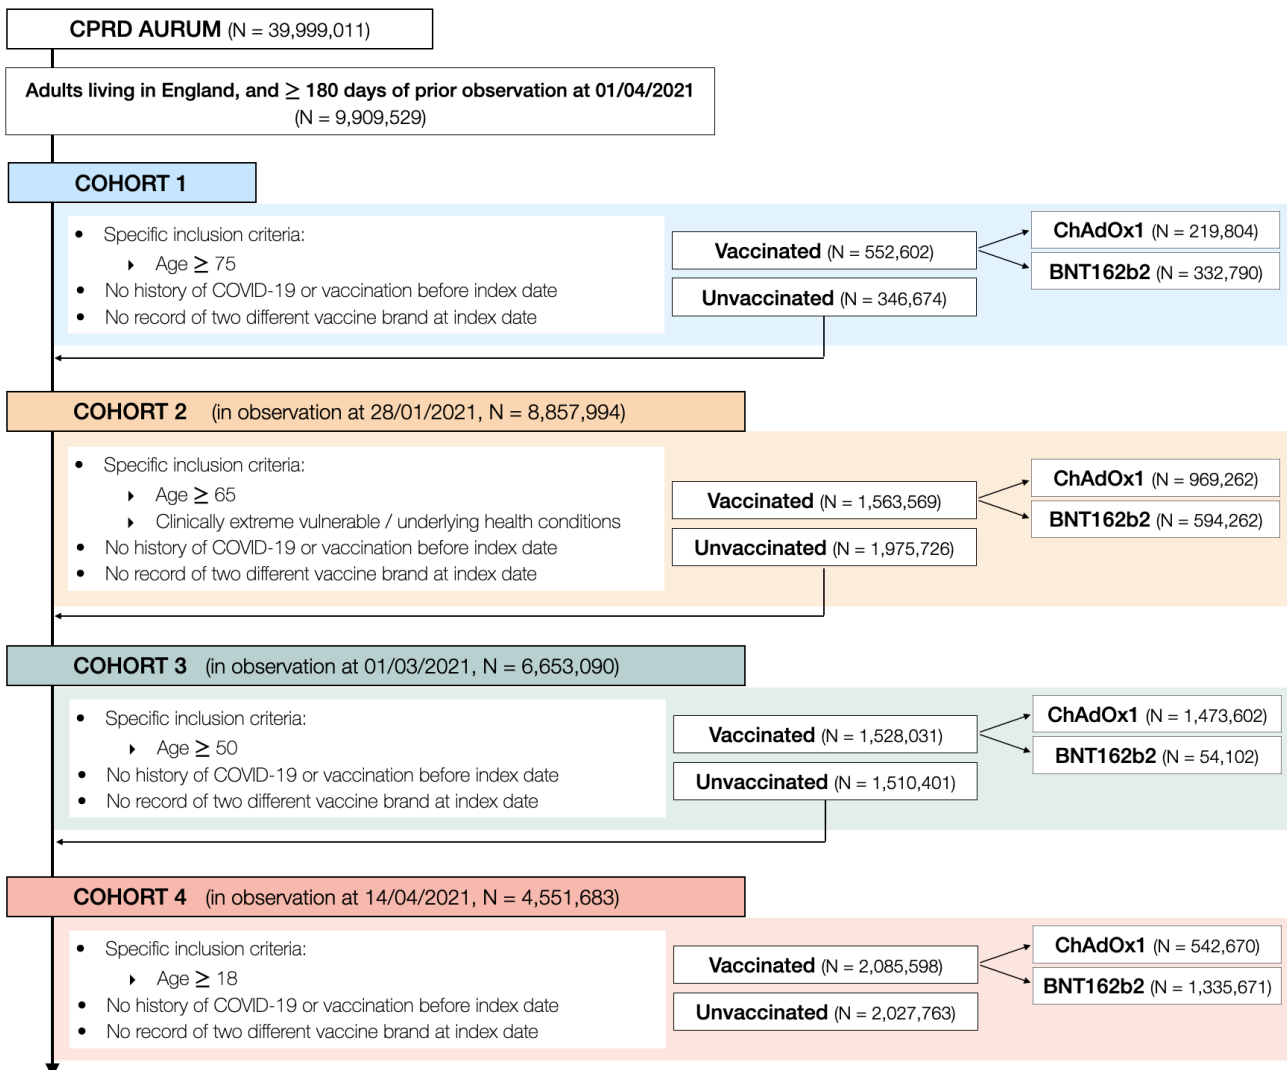 CPRD AURUM (N = 39,999,011)
Adults living in England, and ≥ 180 days of prior observation at 01/04/2021
(N = 9,909,529)
COHORT 1
• Specific inclusion criteria:
‣ Age ≥ 75
• No history of COVID-19 or vaccination before index date
• No record of two different vaccine brand at index date
Vaccinated (N = 552,602)
Unvaccinated (N = 346,674)
ChAdOx1 (N = 219,804)
BNT162b2 (N = 332,790)
COHORT 2 (in observation at 28/01/2021, N = 8,857,994)
• Specific inclusion criteria:
‣ Age ≥ 65
‣ Clinically extreme vulnerable / underlying health conditions
• No history of COVID-19 or vaccination before index date
• No record of two different vaccine brand at index date
Vaccinated (N = 1,563,569)
Unvaccinated (N = 1,975,726)
ChAdOx1 (N = 969,262)
BNT162b2 (N = 594,262)
COHORT 3 (in observation at 01/03/2021, N = 6,653,090)
• Specific inclusion criteria:
‣ Age ≥ 50
• No history of COVID-19 or vaccination before index date
• No record of two different vaccine brand at index date
Vaccinated (N = 1,528,031)
Unvaccinated (N = 1,510,401)
ChAdOx1 (N = 1,473,602)
BNT162b2 (N = 54,102)
COHORT 4 (in observation at 14/04/2021, N = 4,551,683)
• Specific inclusion criteria:
‣ Age ≥ 18
• No history of COVID-19 or vaccination before index date
• No record of two different vaccine brand at index date
Vaccinated (N = 2,085,598)
Unvaccinated (N = 2,027,763)
ChAdOx1 (N = 542,670)
BNT162b2 (N = 1,335,671)